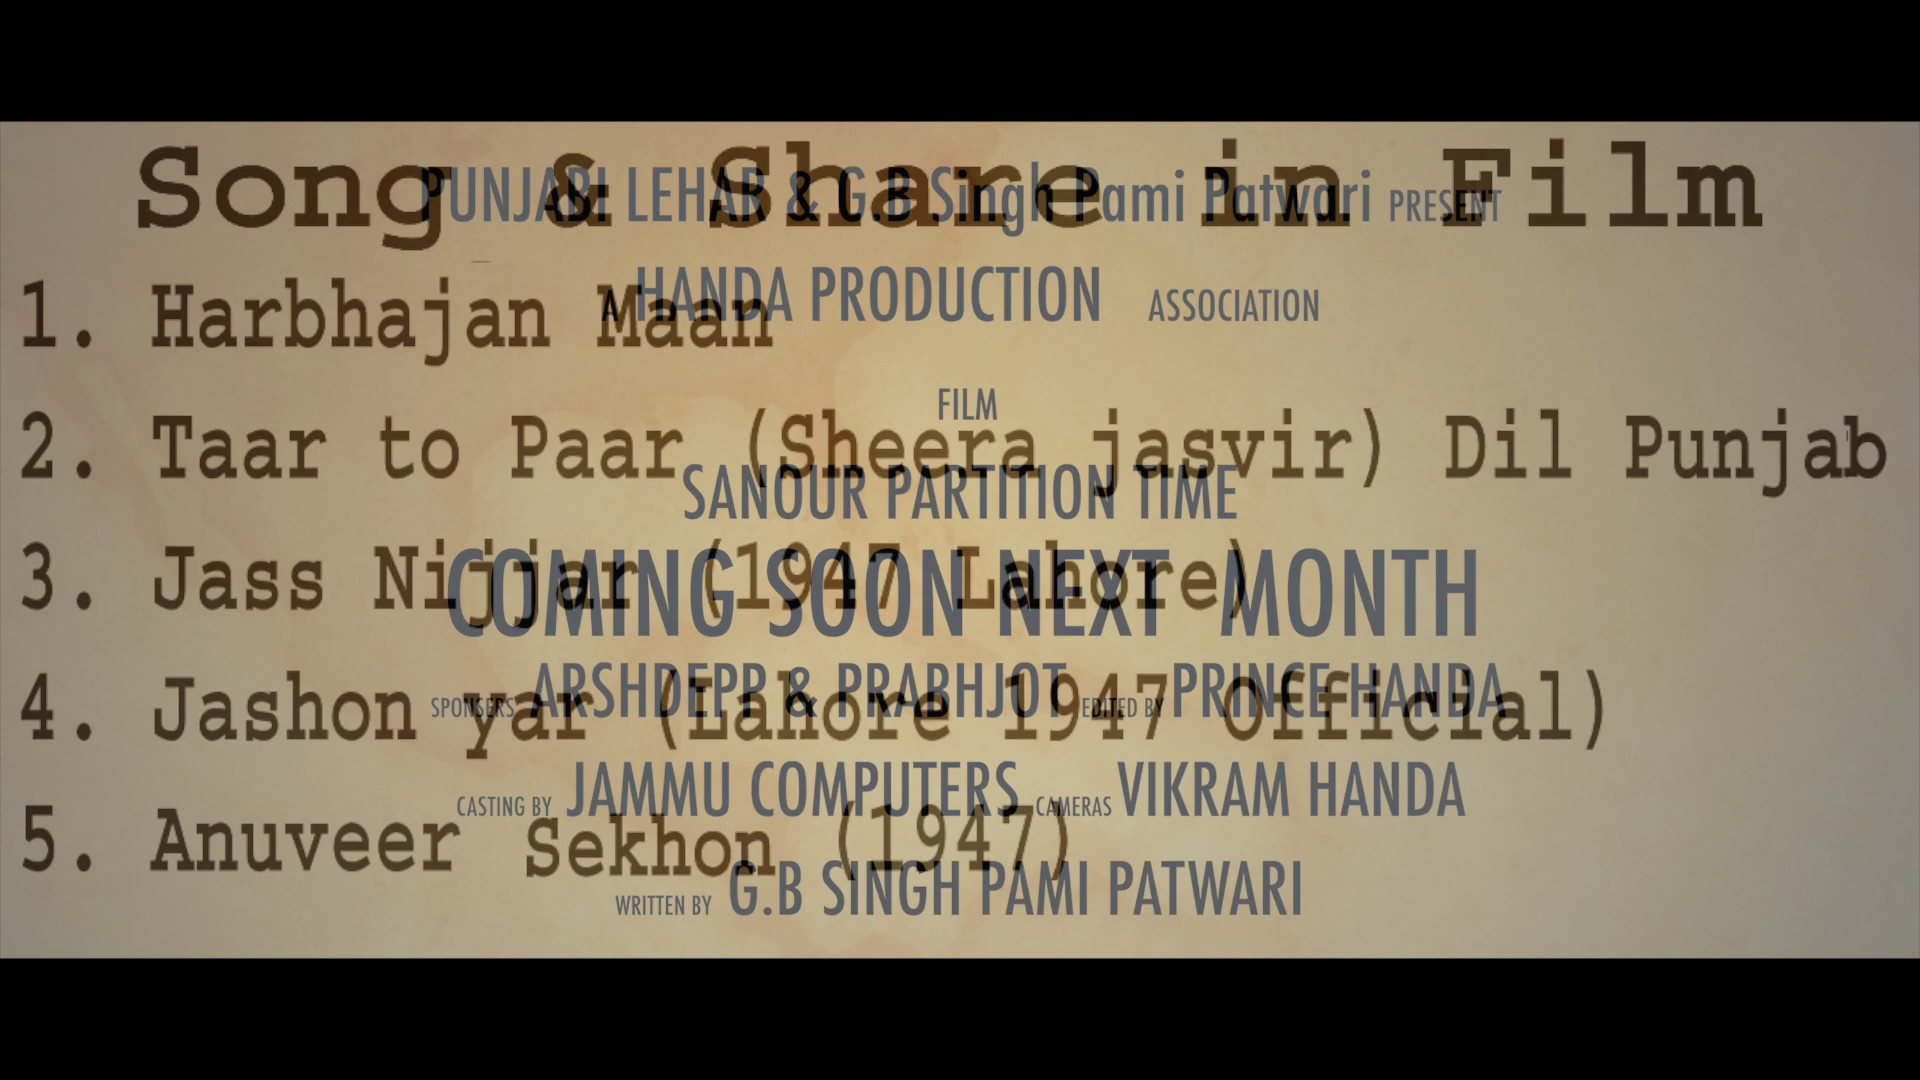 Song & Share in Film
1. Harbhajan Maan
2. Taar to Paar (Sheera jasvir) Dil Punjab
3. Jass Nijjar (1947 Lahore)
4. Jashon yar (Lahore 1947 Official)
5. Anuveer Sekhon (1947)
PUNJABI LEHAR & G.B Singh Pami Patwari PRESENT
A HANDA PRODUCTION ASSOCIATION
FILM
SANOUR PARTITION TIME
COMING SOON NEXT MONTH
SPONSERS ARSHDEPP & PRABHJOT EDITED BY PRINCE HANDA
CASTING BY JAMMU COMPUTERS CAMERAS VIKRAM HANDA
WRITTEN BY G.B SINGH PAMI PATWARI